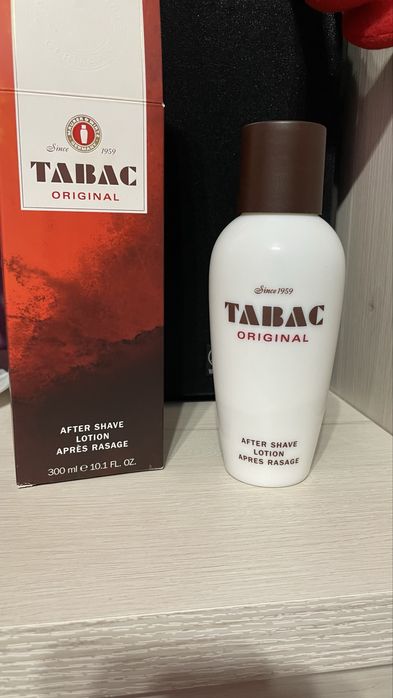 Since 1959
TABAC
ORIGINAL
AFTER SHAVE
LOTION
APRÈS RASAGE
300 ml ℮ 10.1 FL. OZ.
Since 1959
TABAC
ORIGINAL
AFTER SHAVE
LOTION
APRES RASAGE